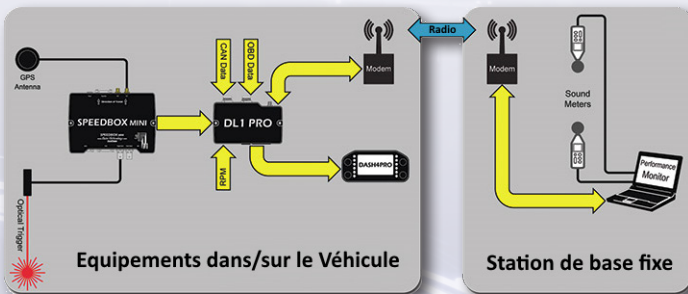 GPS
Antenna
SPEEDBOX MINI
Optical Trigger
CAN Data
OBD Data
DL1 PRO
RPM
Modem
DASH4PRO
Equipements dans/sur le Véhicule
Radio
Modem
Sound
Meters
Performance
Monitor
Station de base fixe